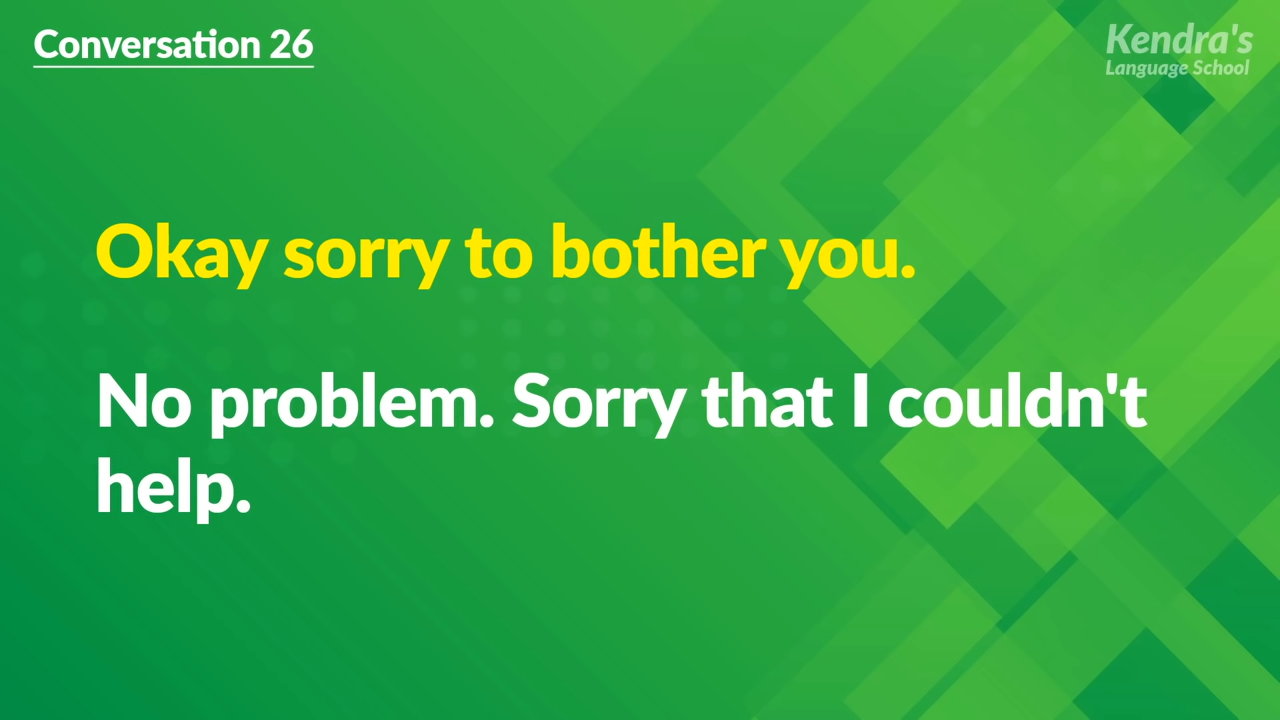 Conversation 26
Kendra's
Language School
Okay sorry to bother you.
No problem. Sorry that I couldn't
help.